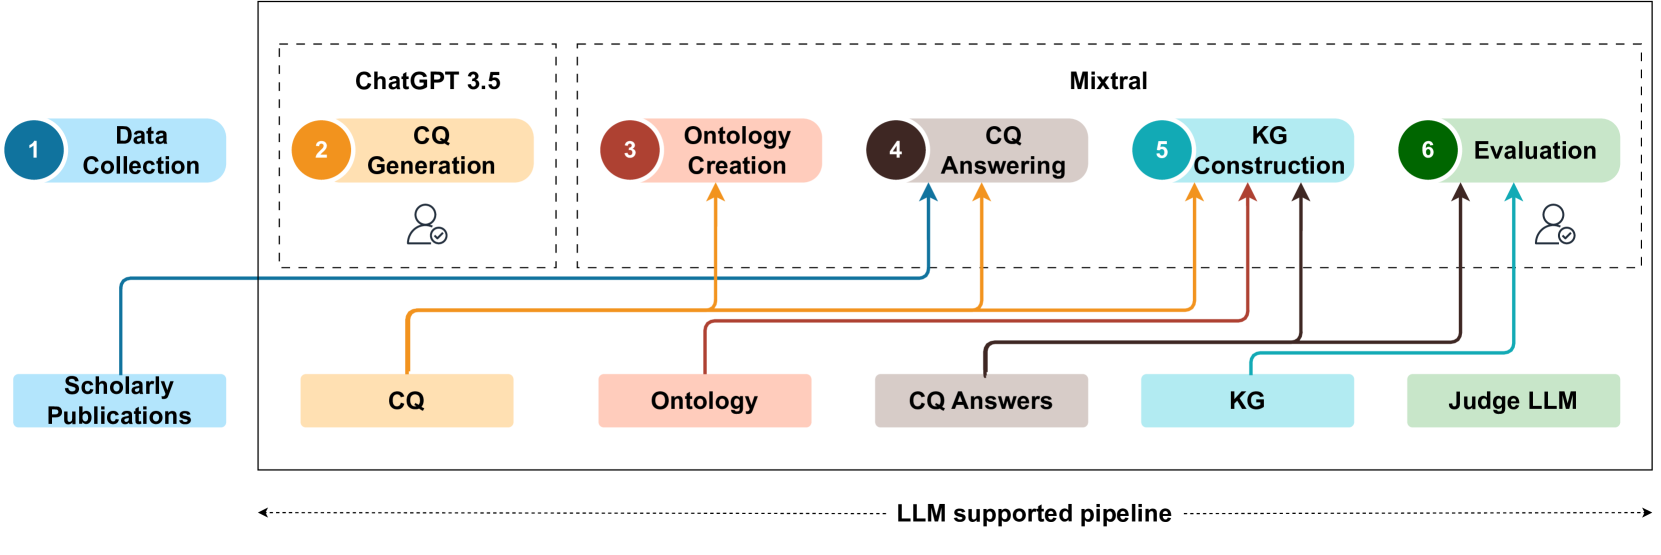 ChatGPT 3.5
Mixtral
1
Data
Collection
2
CQ
Generation
3
Ontology
Creation
4
CQ
Answering
5
KG
Construction
6
Evaluation
Scholarly
Publications
CQ
Ontology
CQ Answers
KG
Judge LLM
LLM supported pipeline